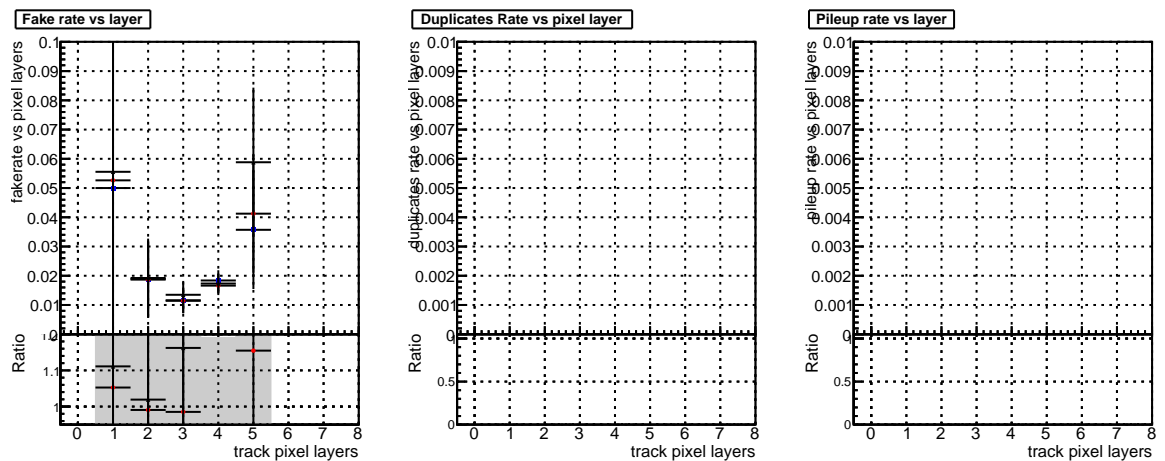 Fake rate vs layer
fakerate vs pixel layers
0.1
0.09
0.08
0.07
0.06
0.05
0.04
0.03
0.02
0.01
0
Ratio
1.1
1
0 1 2 3 4 5 6 7 8
track pixel layers
Duplicates Rate vs pixel layer
duplicates rate vs pixel layers
0.01
0.009
0.008
0.007
0.006
0.005
0.004
0.003
0.002
0.001
0
Ratio
1
0.5
0
0 1 2 3 4 5 6 7 8
track pixel layers
Pileup rate vs layer
pileup rate vs pixel layers
0.01
0.009
0.008
0.007
0.006
0.005
0.004
0.003
0.002
0.001
0
Ratio
1
0.5
0
0 1 2 3 4 5 6 7 8
track pixel layers